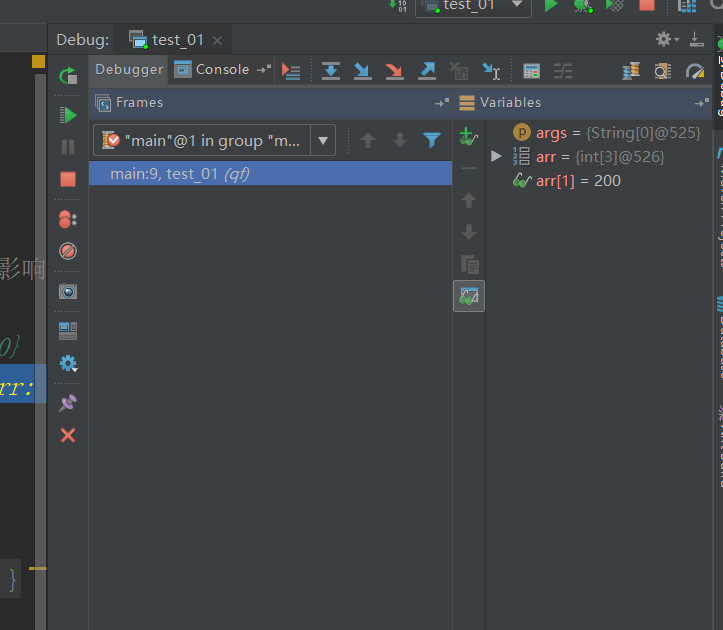 test_01
Debug: test_01
Debugger Console
Frames
Variables
"main"@1 in group "m...
main:9, test_01 (qf)
args = {String[0]@525}
arr = {int[3]@526}
arr[1] = 200
影响
0}
rr:
}